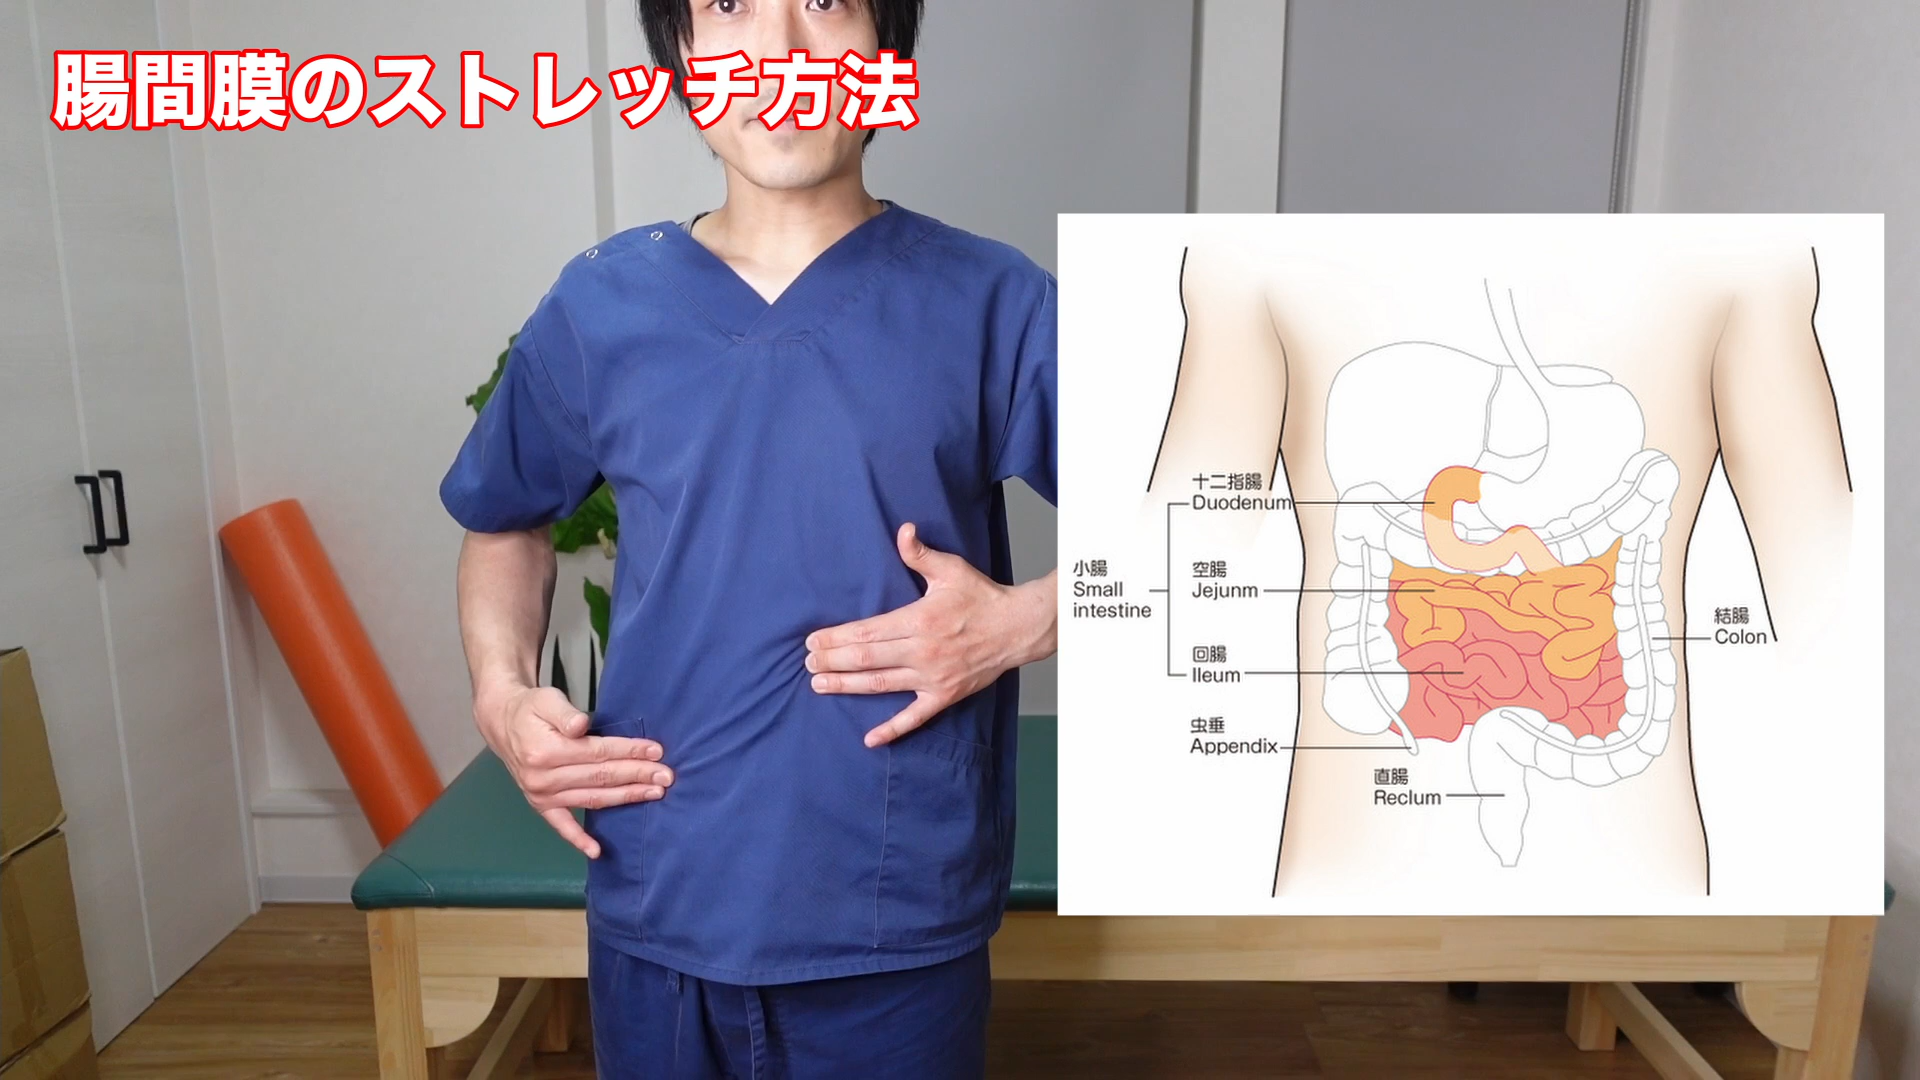 腸間膜のストレッチ方法
十二指腸
Duodenum
小腸
Small
intestine
空腸
Jejunm
回腸
Ileum
虫垂
Appendix
直腸
Reclum
結腸
Colon